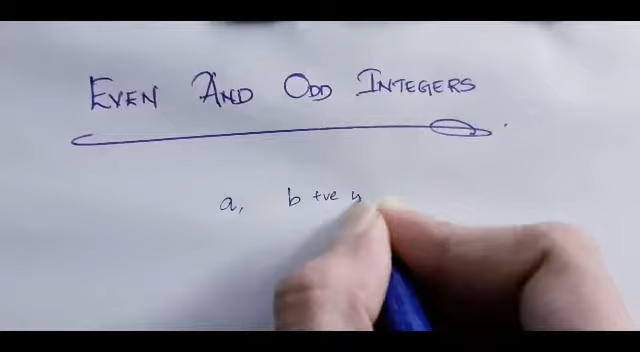 EVEN AND ODD INTEGERS
a, b +ve